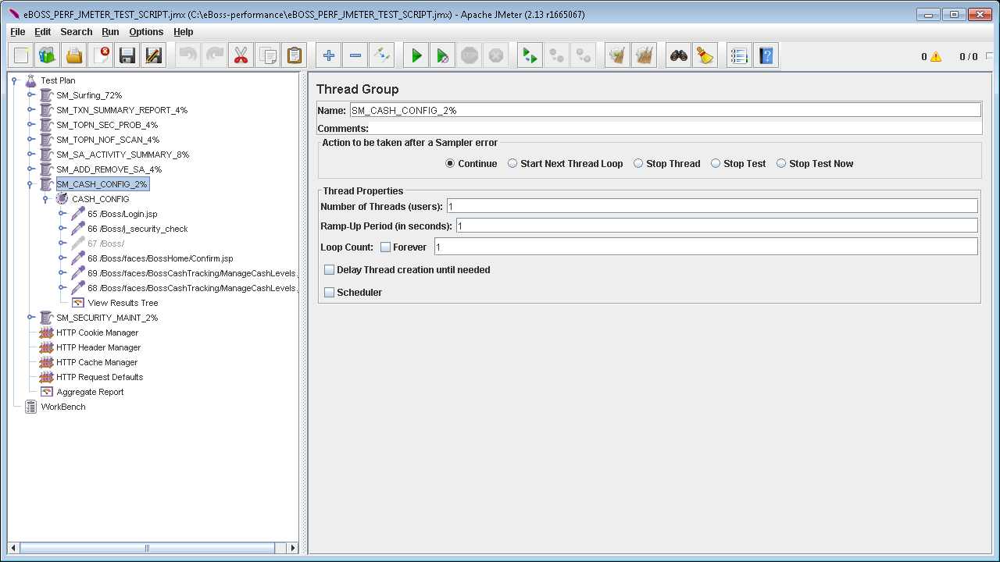 eBOSS_PERF_JMETER_TEST_SCRIPT.jmx (C:\eBoss-performance\eBOSS_PERF_JMETER_TEST_SCRIPT.jmx) - Apache JMeter (2.13 r1665067)
File Edit Search Run Options Help
0 0 / 0
Test Plan
SM_Surfing_72%
SM_TXN_SUMMARY_REPORT_4%
SM_TOPN_SEC_PROB_4%
SM_TOPN_NOF_SCAN_4%
SM_SA_ACTIVITY_SUMMARY_8%
SM_ADD_REMOVE_SA_4%
SM_CASH_CONFIG_2%
CASH_CONFIG
65 /Boss/Login.jsp
66 /Boss/j_security_check
67 /Boss/
68 /Boss/faces/BossHome/Confirm.jsp
69 /Boss/faces/BossCashTracking/ManageCashLevels.
68 /Boss/faces/BossCashTracking/ManageCashLevels.
View Results Tree
SM_SECURITY_MAINT_2%
HTTP Cookie Manager
HTTP Header Manager
HTTP Cache Manager
HTTP Request Defaults
Aggregate Report
WorkBench
Thread Group
Name: SM_CASH_CONFIG_2%
Comments:
Action to be taken after a Sampler error
Continue Start Next Thread Loop Stop Thread Stop Test Stop Test Now
Thread Properties
Number of Threads (users): 1
Ramp-Up Period (in seconds): 1
Loop Count: Forever 1
Delay Thread creation until needed
Scheduler